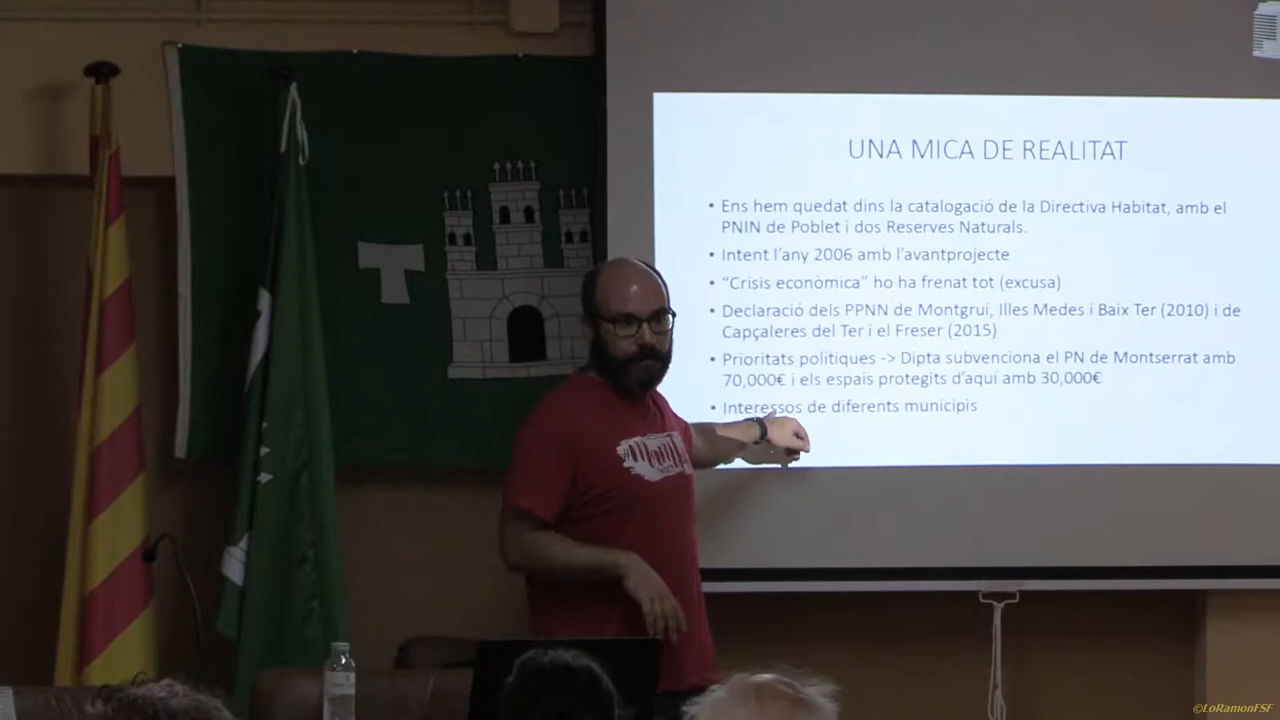 UNA MICA DE REALITAT
• Ens hem quedat dins la catalogació de la Directiva Habitat, amb el
PNIN de Poblet i dos Reserves Naturals.
• Intent l'any 2006 amb l'avantprojecte
• "Crisis econòmica" ho ha frenat tot (excusa)
• Declaració dels PPNN de Montgrí, Illes Medes i Baix Ter (2010) i de
Capçaleres del Ter i el Freser (2015)
• Prioritats politiques -> Dipta subvenciona el PN de Montserrat amb
70,000€ i els espais protegits d'aquí amb 30,000€
• Interessos de diferents municipis
T
©LoRamonFSF